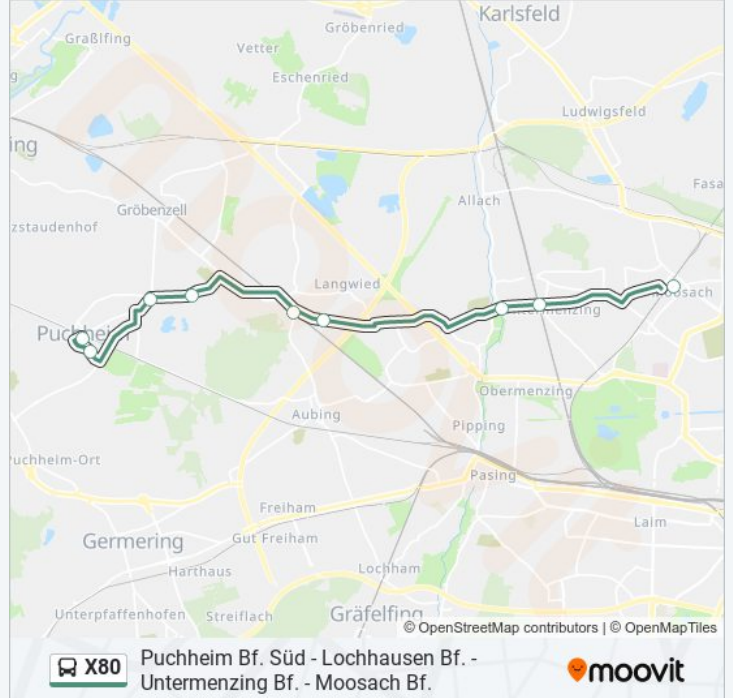 Karlsfeld
Graßlfing
Gröbenried
Vetter
Eschenried
Ludwigsfeld
ing
Fasa
Allach
zstaudenhof
Gröbenzell
Langwied
Moosach
Untermenzing
Puchheim
Obermenzing
Aubing
Pipping
Puchheim-Ort
Pasing
Freiham
Laim
Germering
Gut Freiham
Harthaus
Lochham
Unterpfaffenhofen
Streiflach
Gräfelfing
© OpenStreetMap contributors | © OpenMapTiles
X80
Puchheim Bf. Süd - Lochhausen Bf. -
Untermenzing Bf. - Moosach Bf.
moovit